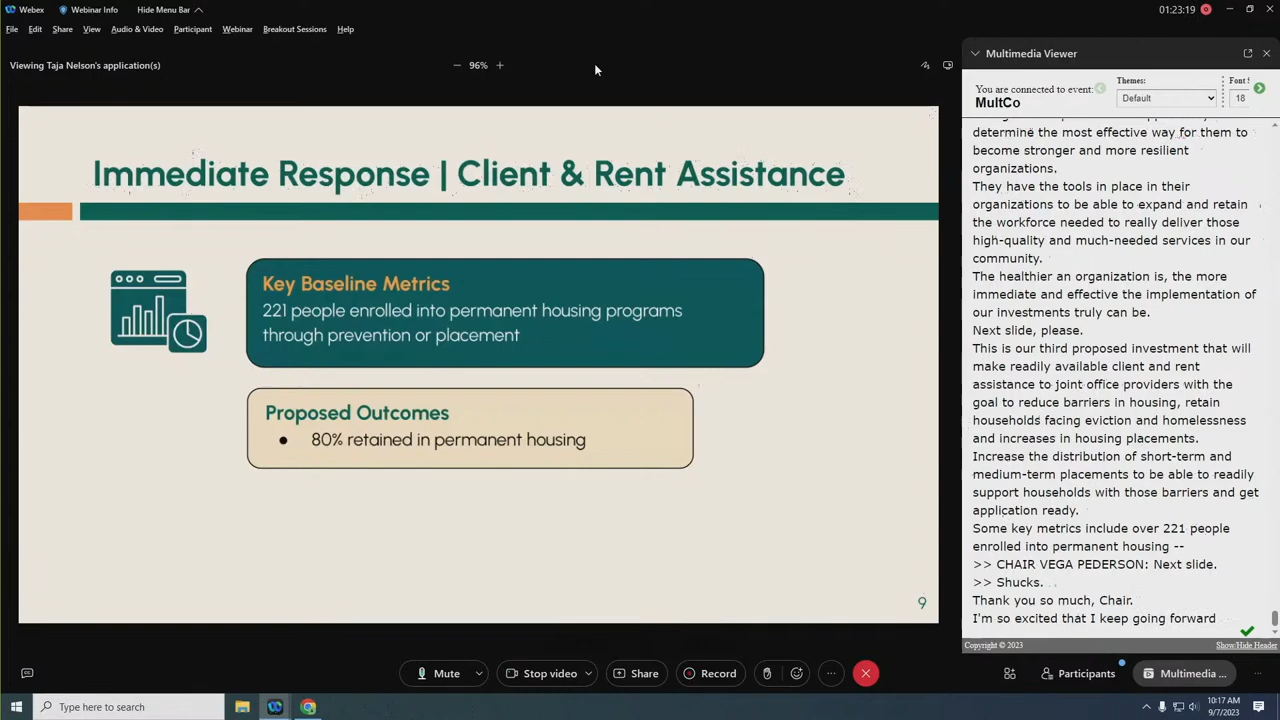 Webex
Webinar Info
Hide Menu Bar
01:23:19
File Edit Share View Audio & Video Participant Webinar Breakout Sessions Help
Viewing Taja Nelson's application(s)
96%
Immediate Response | Client & Rent Assistance
Key Baseline Metrics
221 people enrolled into permanent housing programs
through prevention or placement
Proposed Outcomes
● 80% retained in permanent housing
9
Multimedia Viewer
You are connected to event:
MultCo
Themes:
Default
18
determine the most effective way for them to
become stronger and more resilient
organizations.
They have the tools in place in their
organizations to be able to expand and retain
the workforce needed to really deliver those
high-quality and much-needed services in our
community.
The healthier an organization is, the more
immediate and effective the implementation of
our investments truly can be.
Next slide, please.
This is our third proposed investment that will
make readily available client and rent
assistance to joint office providers with the
goal to reduce barriers in housing, retain
households facing eviction and homelessness
and increases in housing placements.
Increase the distribution of short-term and
medium-term placements to be able to readily
support households with those barriers and get
application ready.
Some key metrics include over 221 people
enrolled into permanent housing --
>> CHAIR VEGA PEDERSON: Next slide.
>> Shucks.
Thank you so much, Chair.
I'm so excited that I keep going forward
Copyright © 2023
Show/Hide Header
Mute
Stop video
Share
Record
Participants
Multimedia ...
Type here to search
10:17 AM
9/7/2023